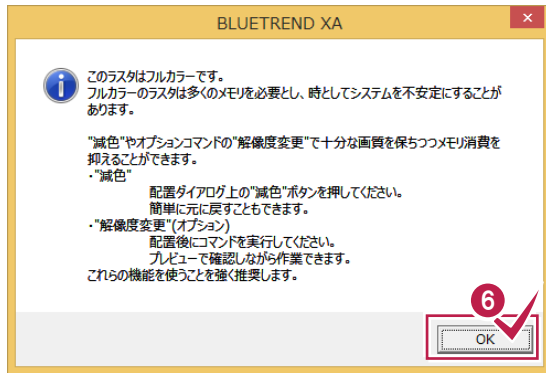 BLUETREND XA
このラスタはフルカラーです。
フルカラーのラスタは多くのメモリを必要とし、時としてシステムを不安定にすることが
あります。
"減色"やオプションコマンドの"解像度変更"で十分な画質を保ちつつメモリ消費を
抑えることができます。
・"減色"
配置ダイアログ上の"減色"ボタンを押してください。
簡単に元に戻すこともできます。
・"解像度変更"(オプション)
配置後にコマンドを実行してください。
プレビューで確認しながら作業できます。
これらの機能を使うことを強く推奨します。
6
OK